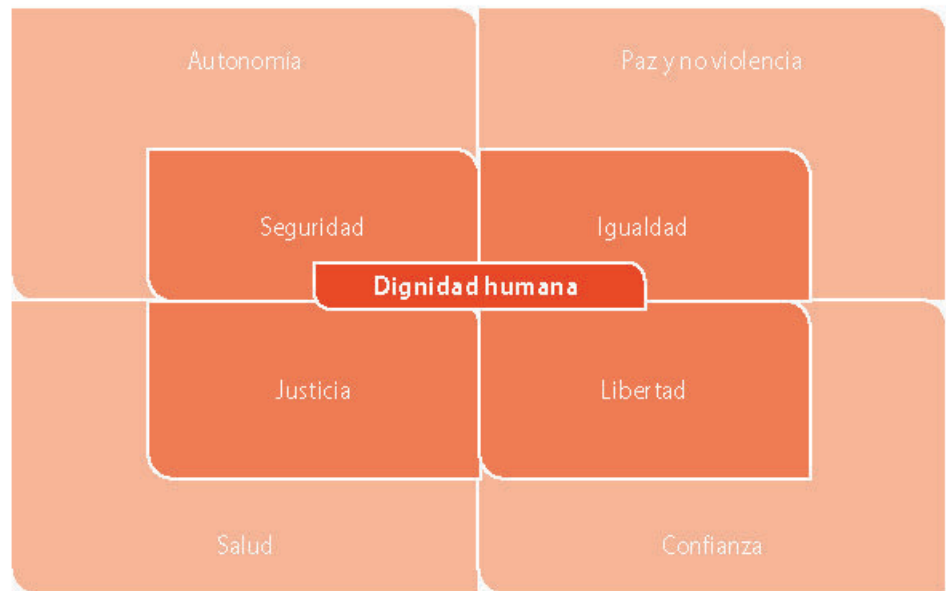 Autonomía
Paz y no violencia
Seguridad
Igualdad
Dignidad humana
Justicia
Libertad
Salud
Confianza